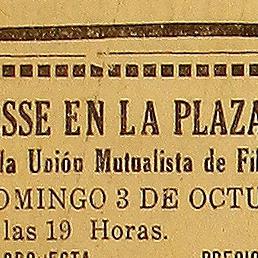 SSE EN LA PLAZA
la Unión Mutualista de Fil
OMINGO 3 DE OCTU
las 19 Horas.